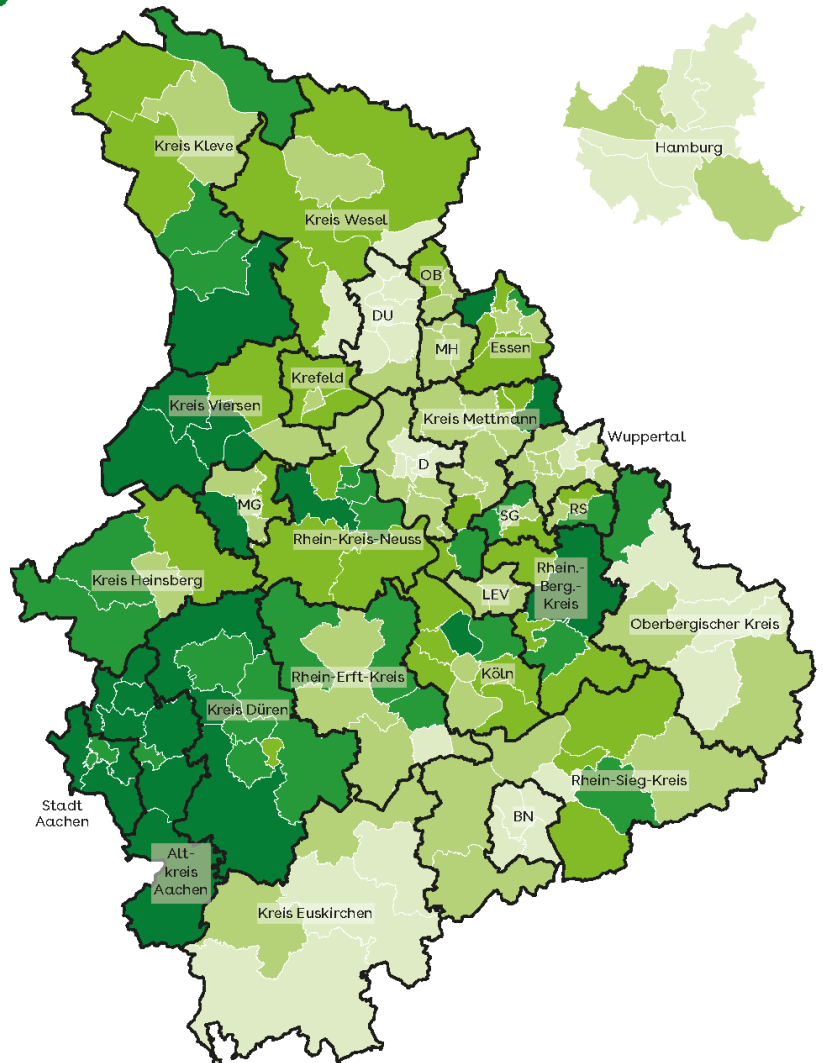 Hamburg
Kreis Kleve
Kreis Wesel
OB
DU
MH
Essen
Krefeld
Kreis Viersen
Kreis Mettmann
Wuppertal
D
MG
SG
RS
Rhein-Kreis-Neuss
Kreis Heinsberg
LEV
Rhein.-
Berg.-
Kreis
Oberbergischer Kreis
Rhein-Erft-Kreis
Köln
Kreis Düren
Rhein-Sieg-Kreis
Stadt
Aachen
BN
Alt-
kreis
Aachen
Kreis Euskirchen